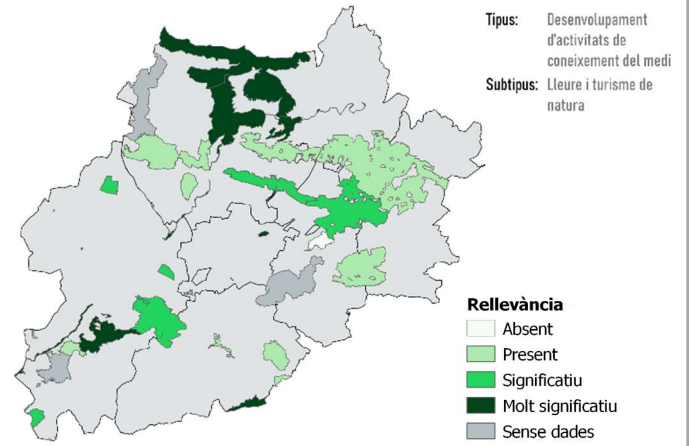 Tipus: Desenvolupament
d'activitats de
coneixement del medi
Subtipus: Lleure i turisme de
natura
Rellevància
Absent
Present
Significatiu
Molt significatiu
Sense dades